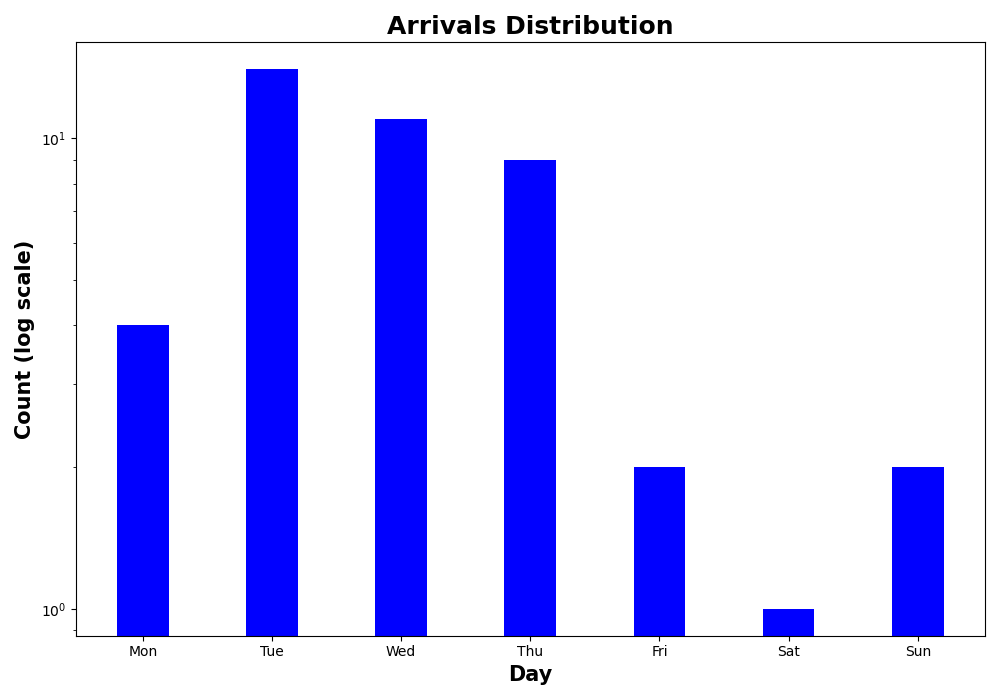 Arrivals Distribution
Count (log scale)
10¹
10⁰
Mon Tue Wed Thu Fri Sat Sun
Day